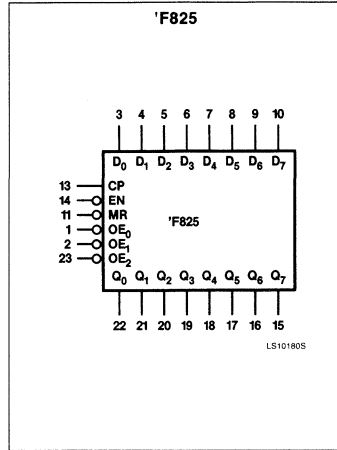 'F825
3 4 5 6 7 8 9 10
D0 D1 D2 D3 D4 D5 D6 D7
13 CP
14 EN
11 MR
1 OE0
'F825
2 OE1
23 OE2
Q0 Q1 Q2 Q3 Q4 Q5 Q6 Q7
22 21 20 19 18 17 16 15
LS10180S